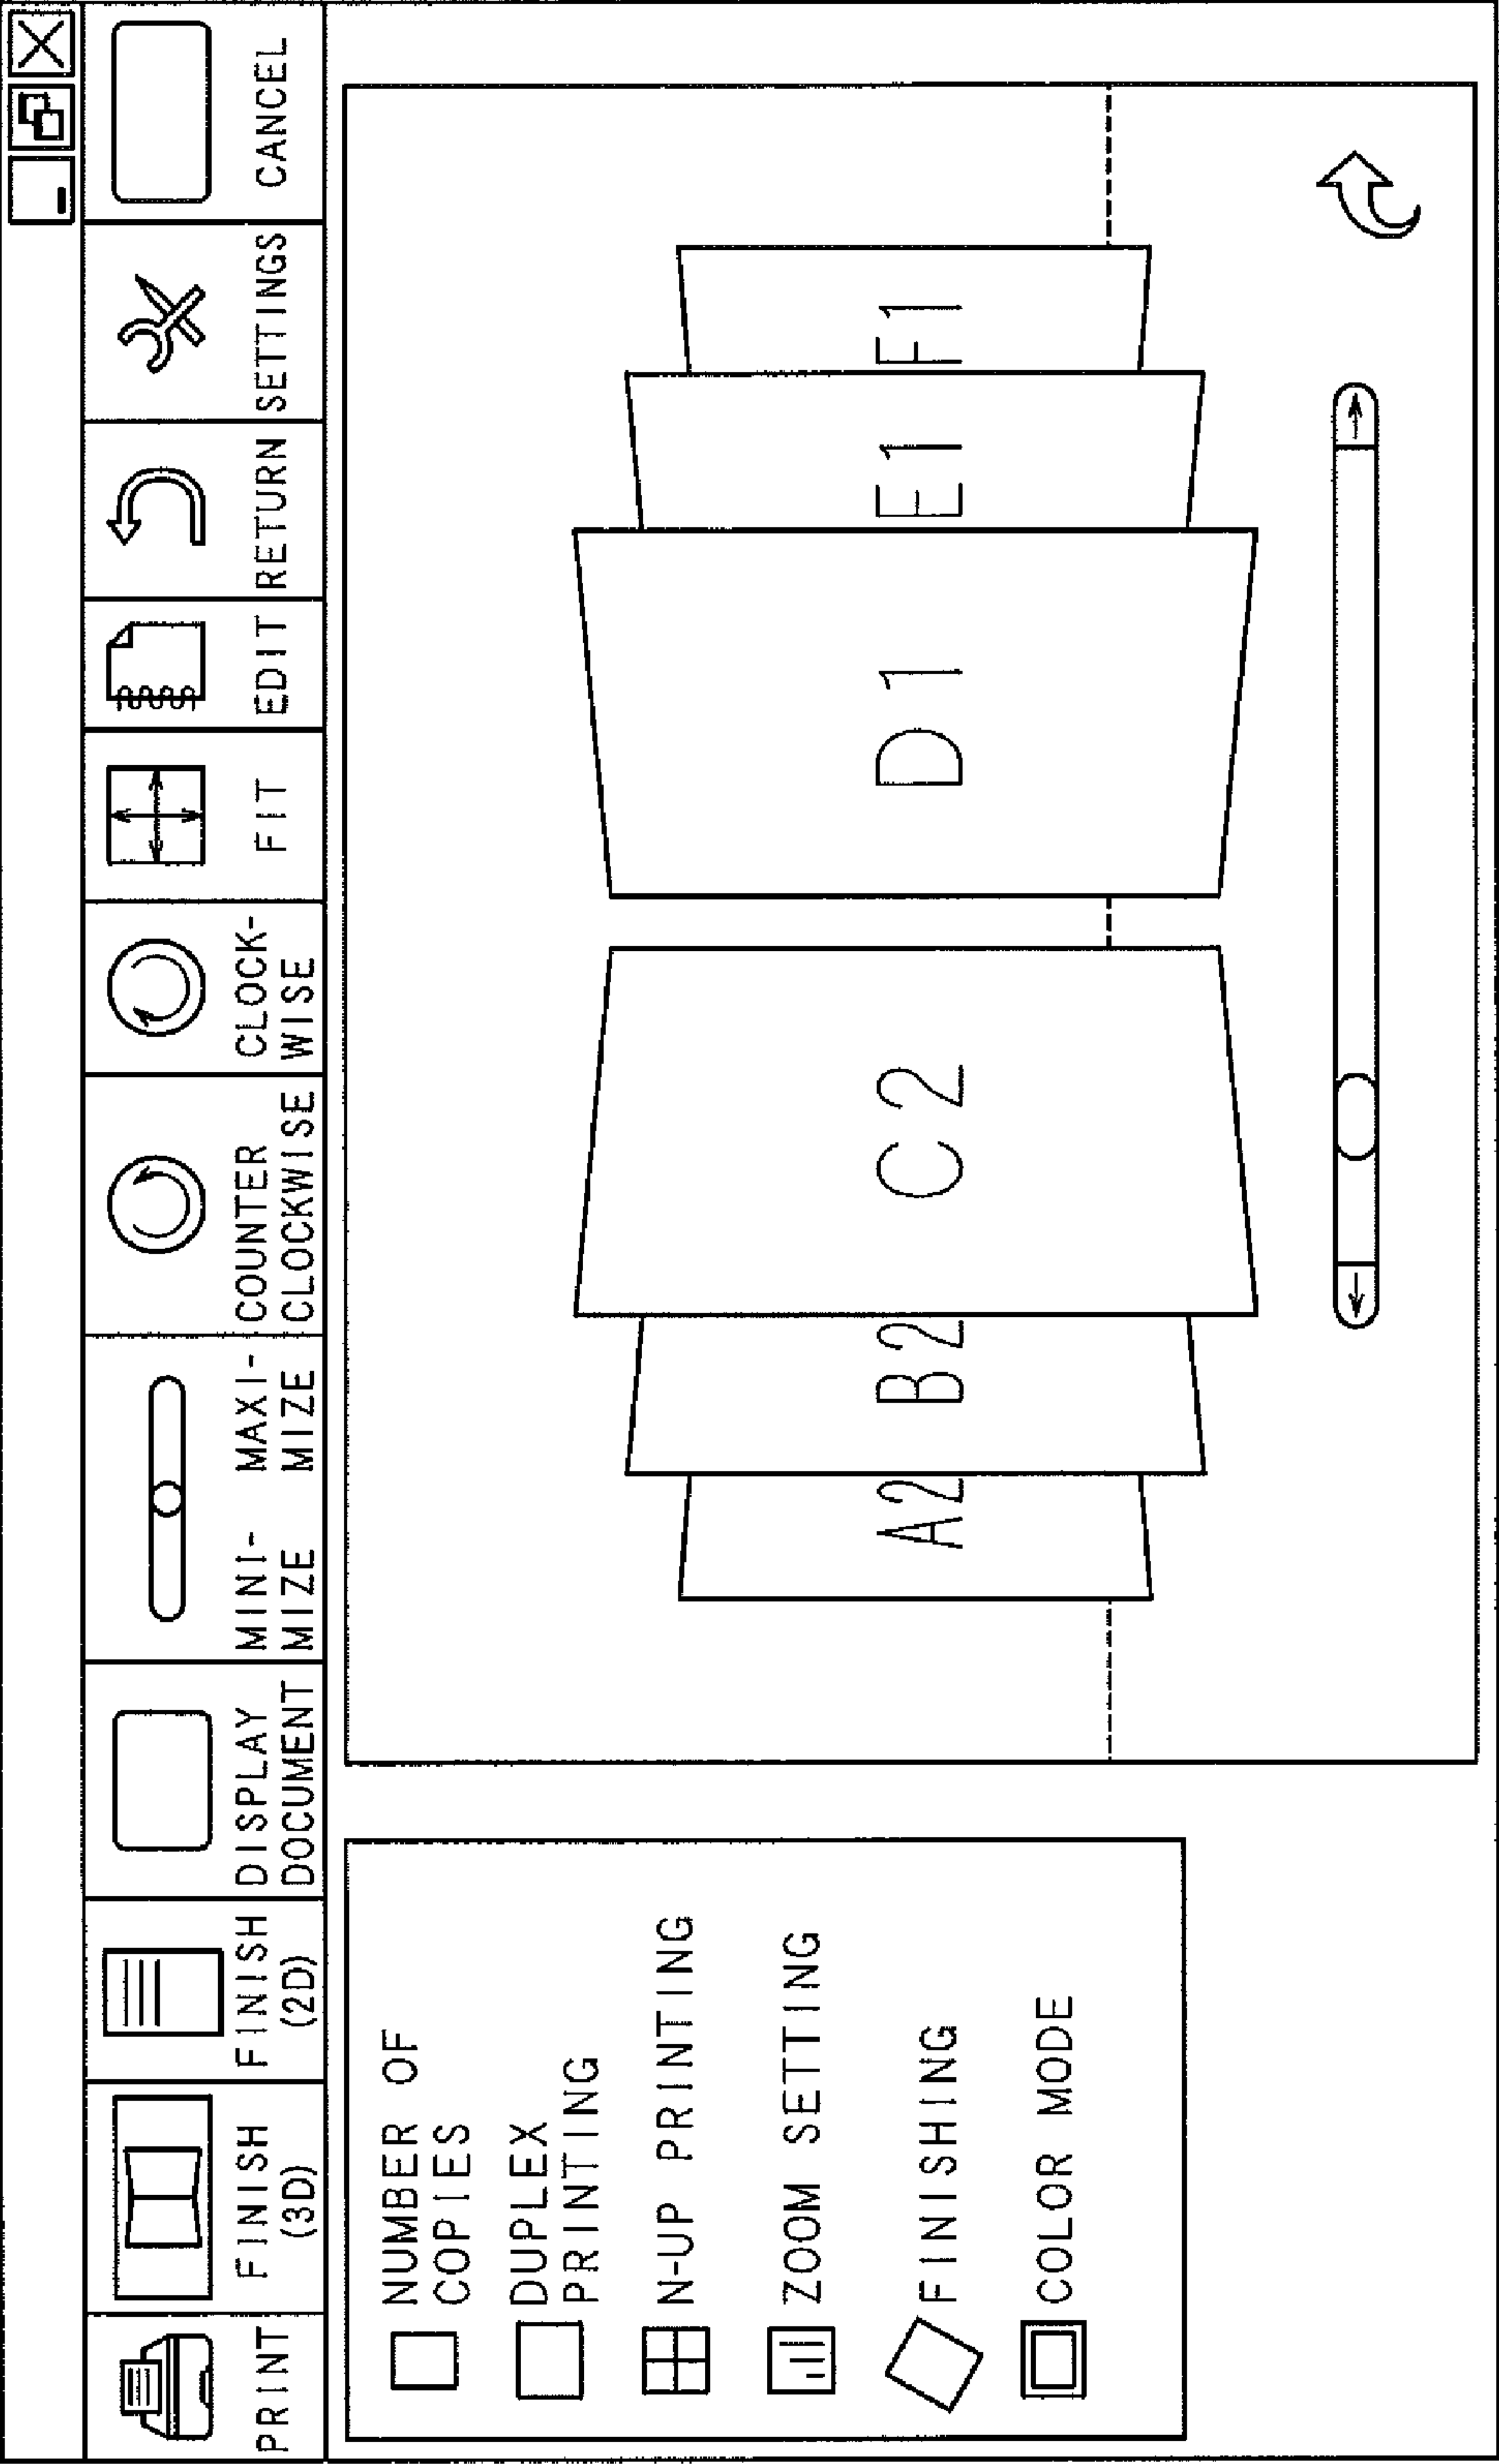 PRINT
FINISH
(3D)
FINISH
(2D)
DISPLAY
DOCUMENT
MINI- MAXI-
MIZE MIZE
COUNTER
CLOCKWISE
CLOCK-
WISE
FIT
EDIT
RETURN
SETTINGS
CANCEL
NUMBER OF
COPIES
DUPLEX
PRINTING
N-UP PRINTING
ZOOM SETTING
FINISHING
COLOR MODE
A2 B2 C2 D1 E1 F1